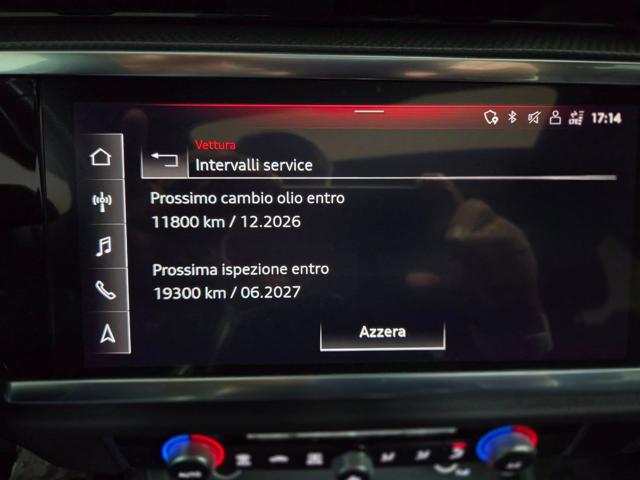 17:14
Vettura
Intervalli service
Prossimo cambio olio entro
11800 km / 12.2026
Prossima ispezione entro
19300 km / 06.2027
Azzera